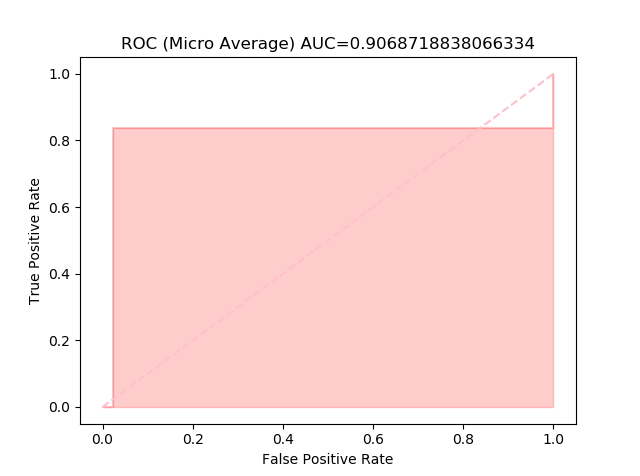 ROC (Micro Average) AUC=0.9068718838066334
1.0
0.8
0.6
0.4
0.2
0.0
True Positive Rate
0.0 0.2 0.4 0.6 0.8 1.0
False Positive Rate